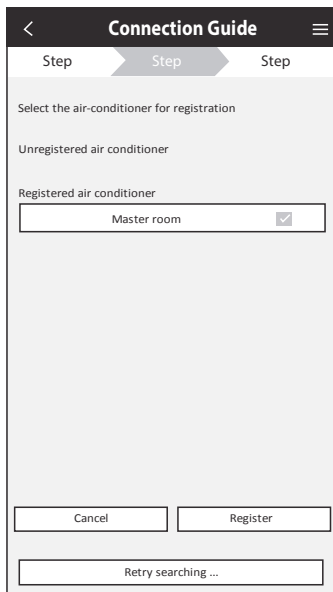 Connection Guide
Step Step Step
Select the air-conditioner for registration
Unregistered air conditioner
Registered air conditioner
Master room
Cancel Register
Retry searching ...